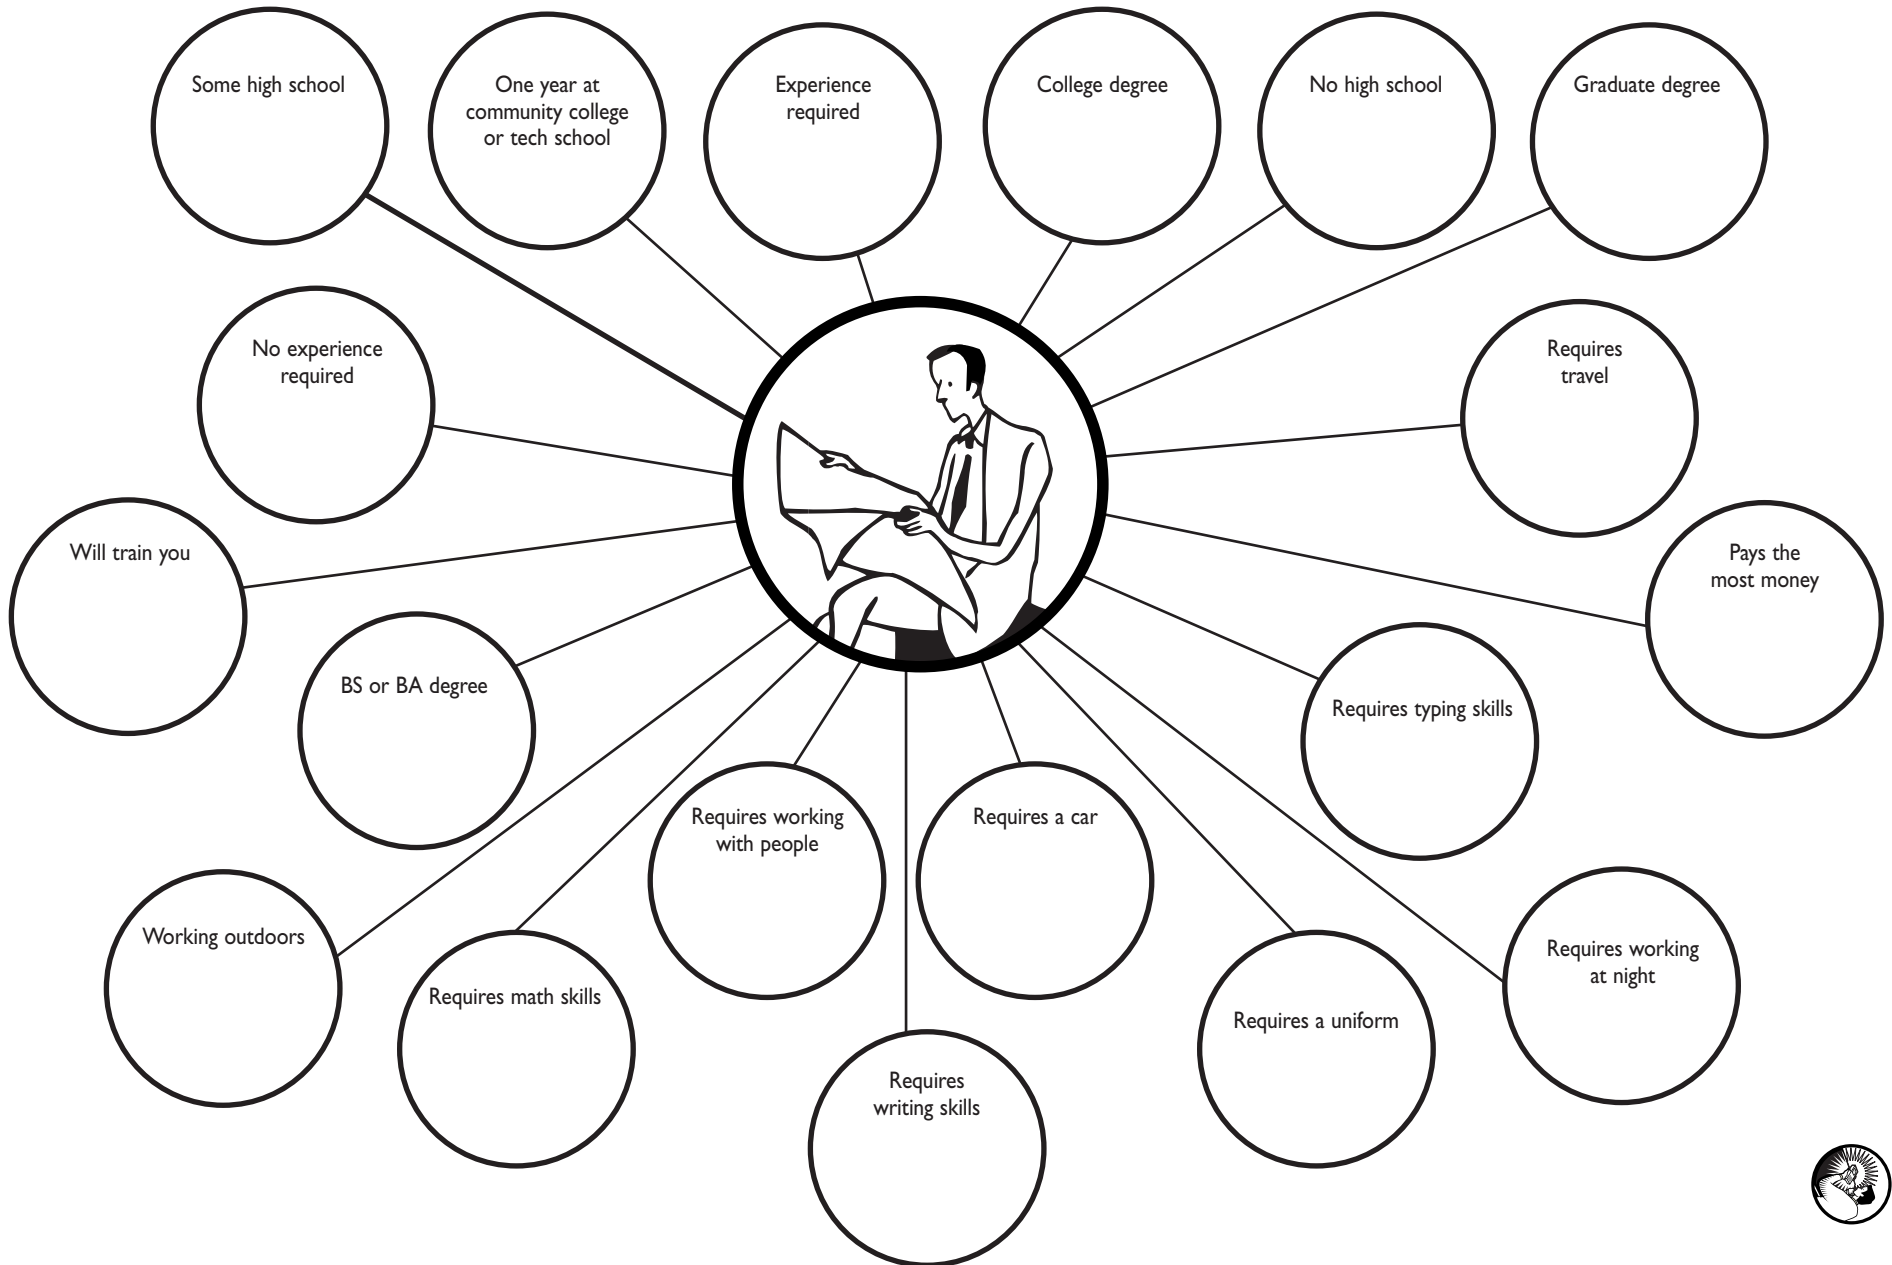 Some high school
One year at
community college
or tech school
Experience
required
College degree
No high school
Graduate degree
No experience
required
Requires
travel
Will train you
Pays the
most money
BS or BA degree
Requires typing skills
Requires working
with people
Requires a car
Working outdoors
Requires working
at night
Requires math skills
Requires a uniform
Requires
writing skills